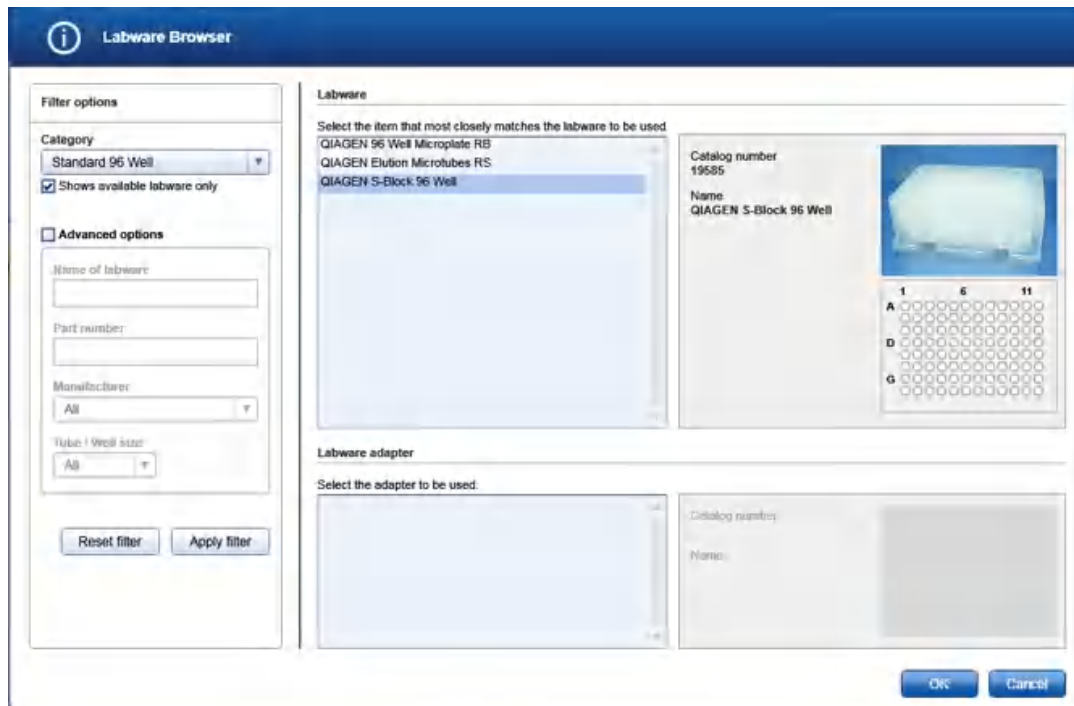 Labware Browser
Filter options
Category
Standard 96 Well
Shows available labware only
Advanced options
Name of labware
Part number
Manufacturer
All
Tube / Well size
All
Reset filter
Apply filter
Labware
Select the item that most closely matches the labware to be used
QIAGEN 96 Well Microplate RB
QIAGEN Elution Microtubes RS
QIAGEN S-Block 96 Well
Catalog number
19585
Name
QIAGEN S-Block 96 Well
1 6 11
A
D
G
Labware adapter
Select the adapter to be used.
Catalog number
Name
OK
Cancel